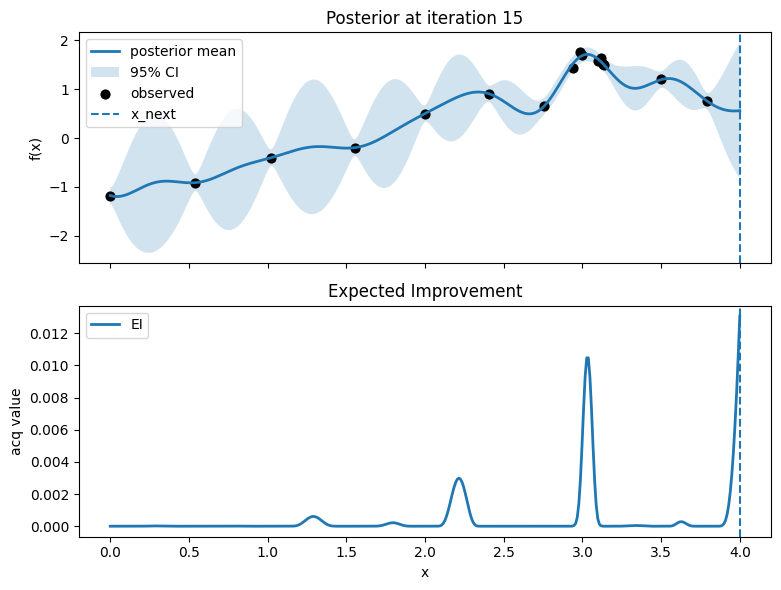 Posterior at iteration 15
f(x)
2
1
0
−1
−2
posterior mean
95% CI
observed
x_next
Expected Improvement
acq value
0.012
0.010
0.008
0.006
0.004
0.002
0.000
EI
0.0 0.5 1.0 1.5 2.0 2.5 3.0 3.5 4.0
x